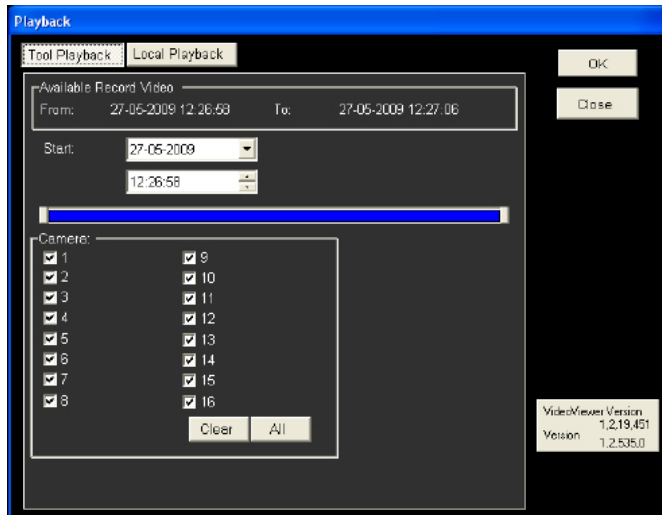 Playback
Tool Playback Local Playback
OK
Close
Available Record Video
From: 27-05-2009 12:26:58 To: 27-05-2009 12:27:06
Start: 27-05-2009
12:26:58
Camera:
1 9
2 10
3 11
4 12
5 13
6 14
7 15
8 16
Clear All
VideoViewer Version
1,2,19,451
Version 1.2.535.0